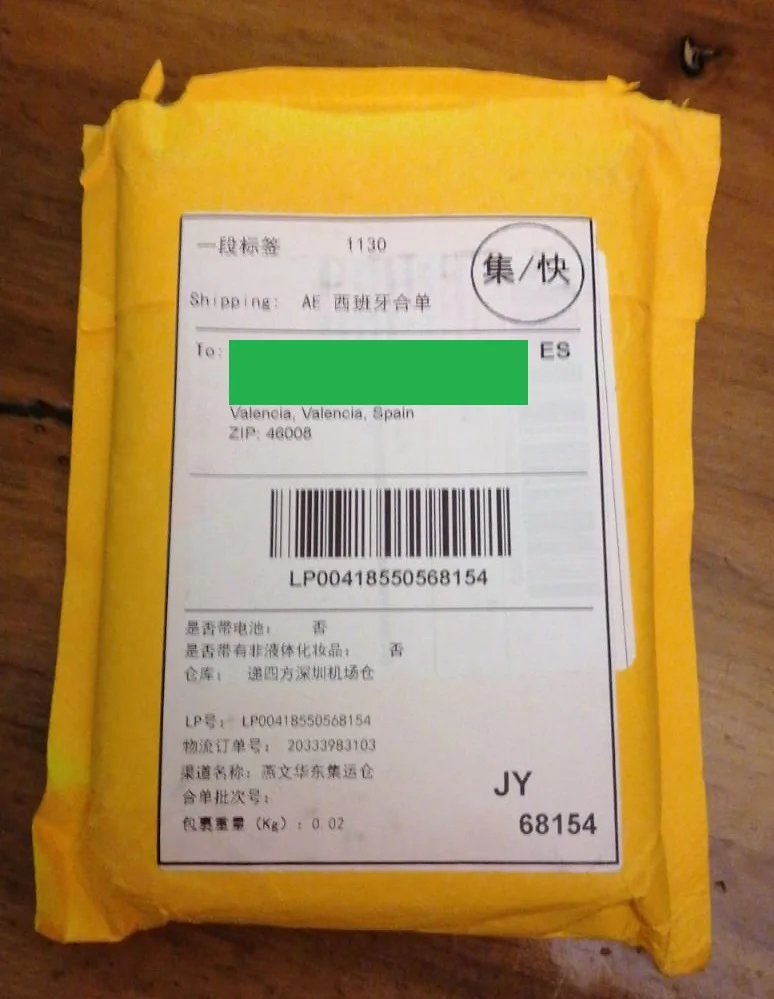 一段标签 1130
集/快
Shipping: AE 西班牙合单
To: ES
Valencia, Valencia, Spain
ZIP: 46008
LP00418550568154
是否带电池： 否
是否带有非液体化妆品： 否
仓库： 递四方深圳机场仓
LP号： LP00418550568154
物流订单号： 20333983103
渠道名称：燕文华东集运仓
合单批次号：
包裹重量（Kg）：0.02
JY
68154